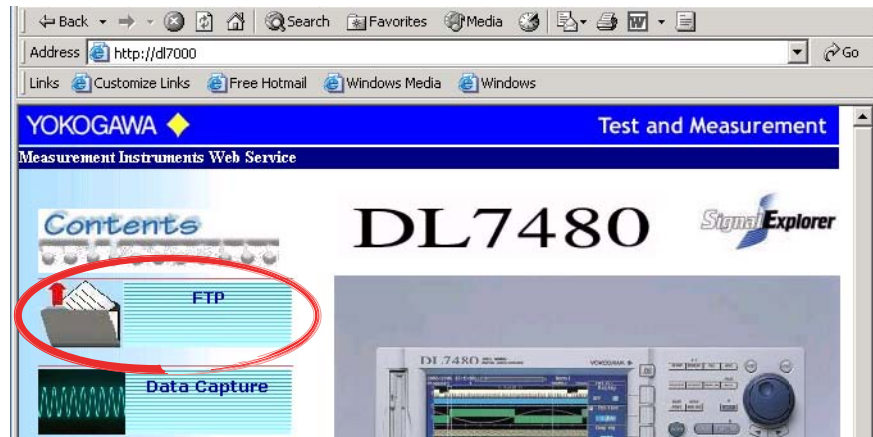 Back Search Favorites Media
Address http://dl7000 Go
Links Customize Links Free Hotmail Windows Media Windows
YOKOGAWA Test and Measurement
Measurement Instruments Web Service
Contents
DL7480
Signal Explorer
FTP
DL7480
YOKOGAWA
Data Capture